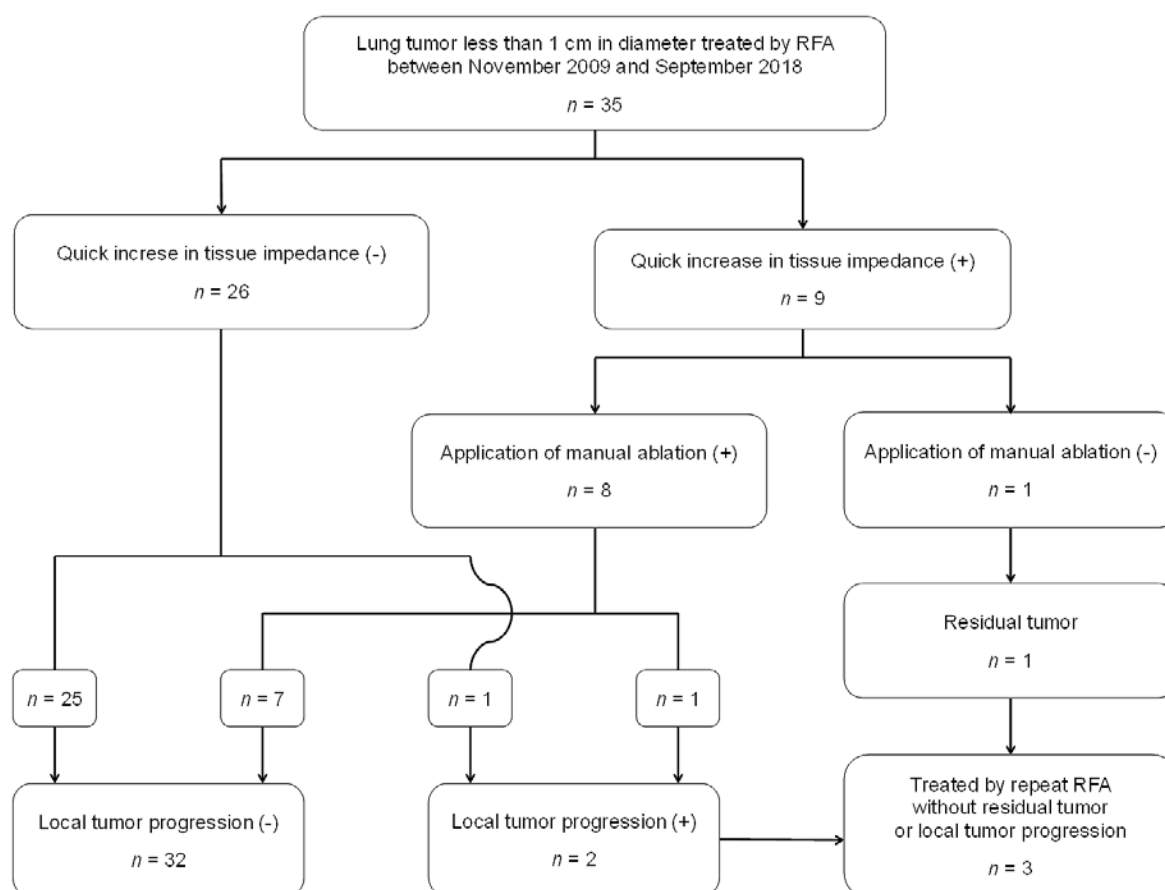 Lung tumor less than 1 cm in diameter treated by RFA
between November 2009 and September 2018
n = 35
Quick increse in tissue impedance (-)
n = 26
Quick increase in tissue impedance (+)
n = 9
Application of manual ablation (+)
n = 8
Application of manual ablation (-)
n = 1
Residual tumor
n = 1
n = 25
n = 7
n = 1
n = 1
Local tumor progression (-)
n = 32
Local tumor progression (+)
n = 2
Treated by repeat RFA
without residual tumor
or local tumor progression
n = 3